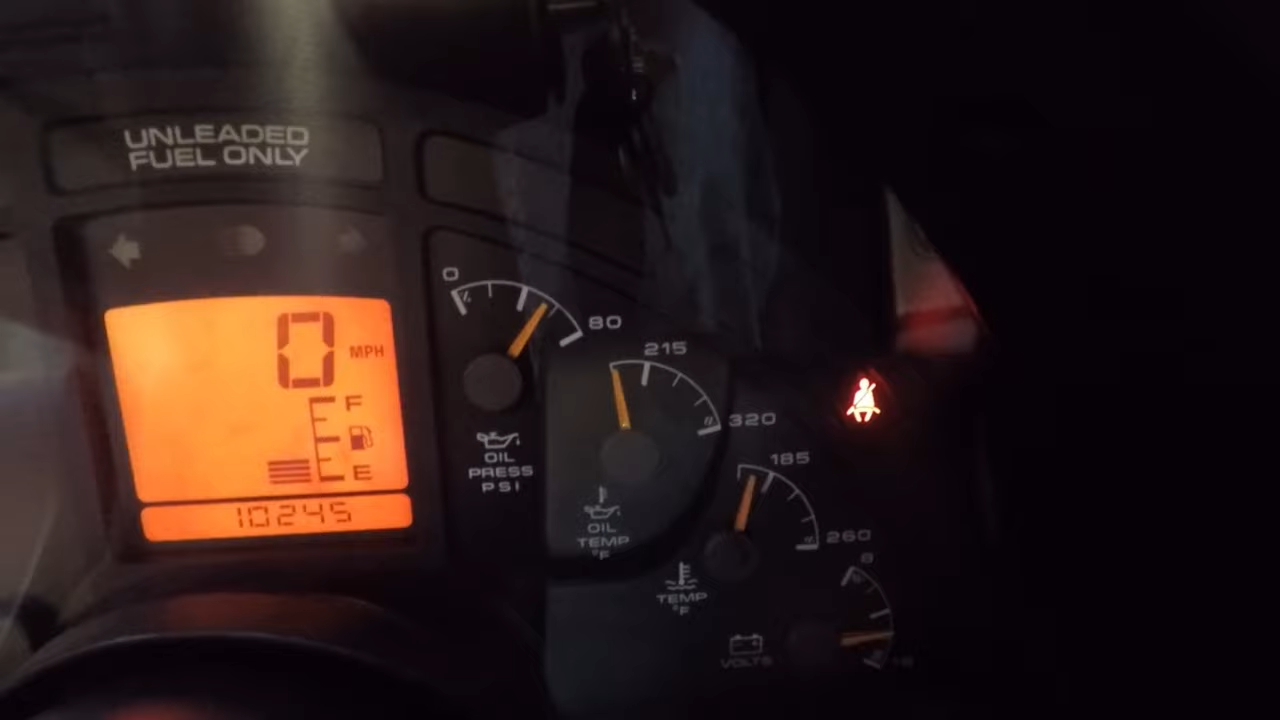 UNLEADED
FUEL ONLY
0
MPH
F
E
10245
0
80
OIL
PRESS
PSI
215
320
OIL
TEMP
°F
185
260
TEMP
°F
8
VOLTS